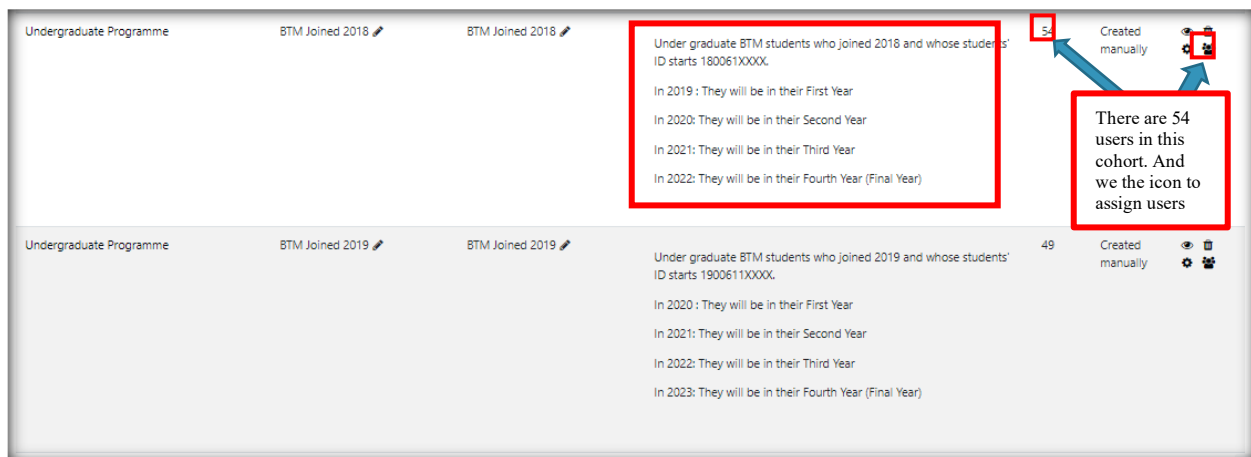 Undergraduate Programme
BTM Joined 2018
BTM Joined 2018
Under graduate BTM students who joined 2018 and whose students'
ID starts 180061XXXX.
In 2019 : They will be in their First Year
In 2020: They will be in their Second Year
In 2021: They will be in their Third Year
In 2022: They will be in their Fourth Year (Final Year)
54
Created
manually
There are 54
users in this
cohort. And
we the icon to
assign users
Undergraduate Programme
BTM Joined 2019
BTM Joined 2019
Under graduate BTM students who joined 2019 and whose students'
ID starts 1900611XXXX.
In 2020 : They will be in their First Year
In 2021: They will be in their Second Year
In 2022: They will be in their Third Year
In 2023: They will be in their Fourth Year (Final Year)
49
Created
manually